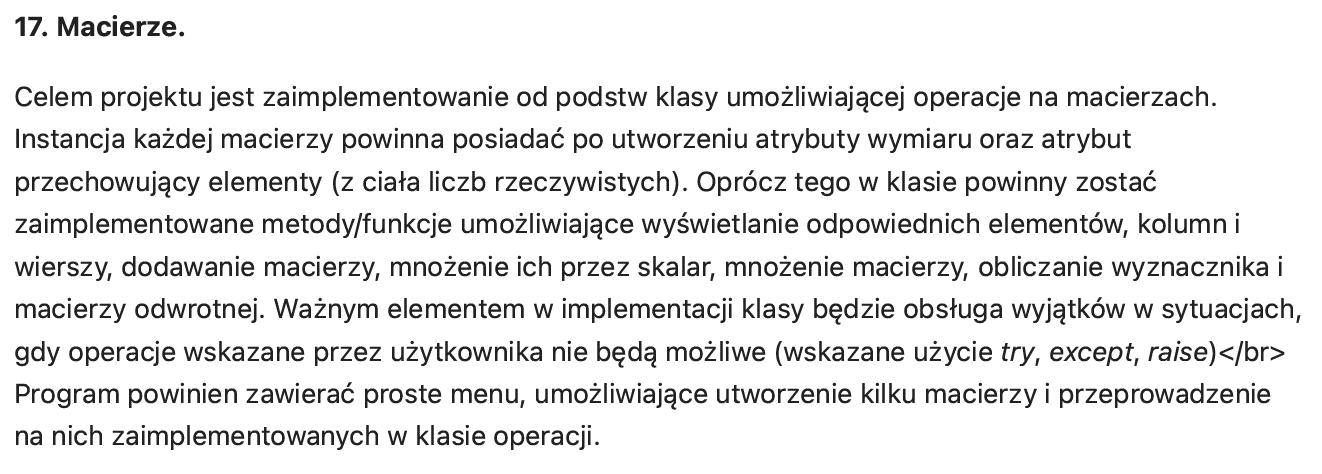 17. Macierze.
Celem projektu jest zaimplementowanie od podstw klasy umożliwiającej operacje na macierzach.
Instancja każdej macierzy powinna posiadać po utworzeniu atrybuty wymiaru oraz atrybut
przechowujący elementy (z ciała liczb rzeczywistych). Oprócz tego w klasie powinny zostać
zaimplementowane metody/funkcje umożliwiające wyświetlanie odpowiednich elementów, kolumn i
wierszy, dodawanie macierzy, mnożenie ich przez skalar, mnożenie macierzy, obliczanie wyznacznika i
macierzy odwrotnej. Ważnym elementem w implementacji klasy będzie obsługa wyjątków w sytuacjach,
gdy operacje wskazane przez użytkownika nie będą możliwe (wskazane użycie try, except, raise)</br>
Program powinien zawierać proste menu, umożliwiające utworzenie kilku macierzy i przeprowadzenie
na nich zaimplementowanych w klasie operacji.